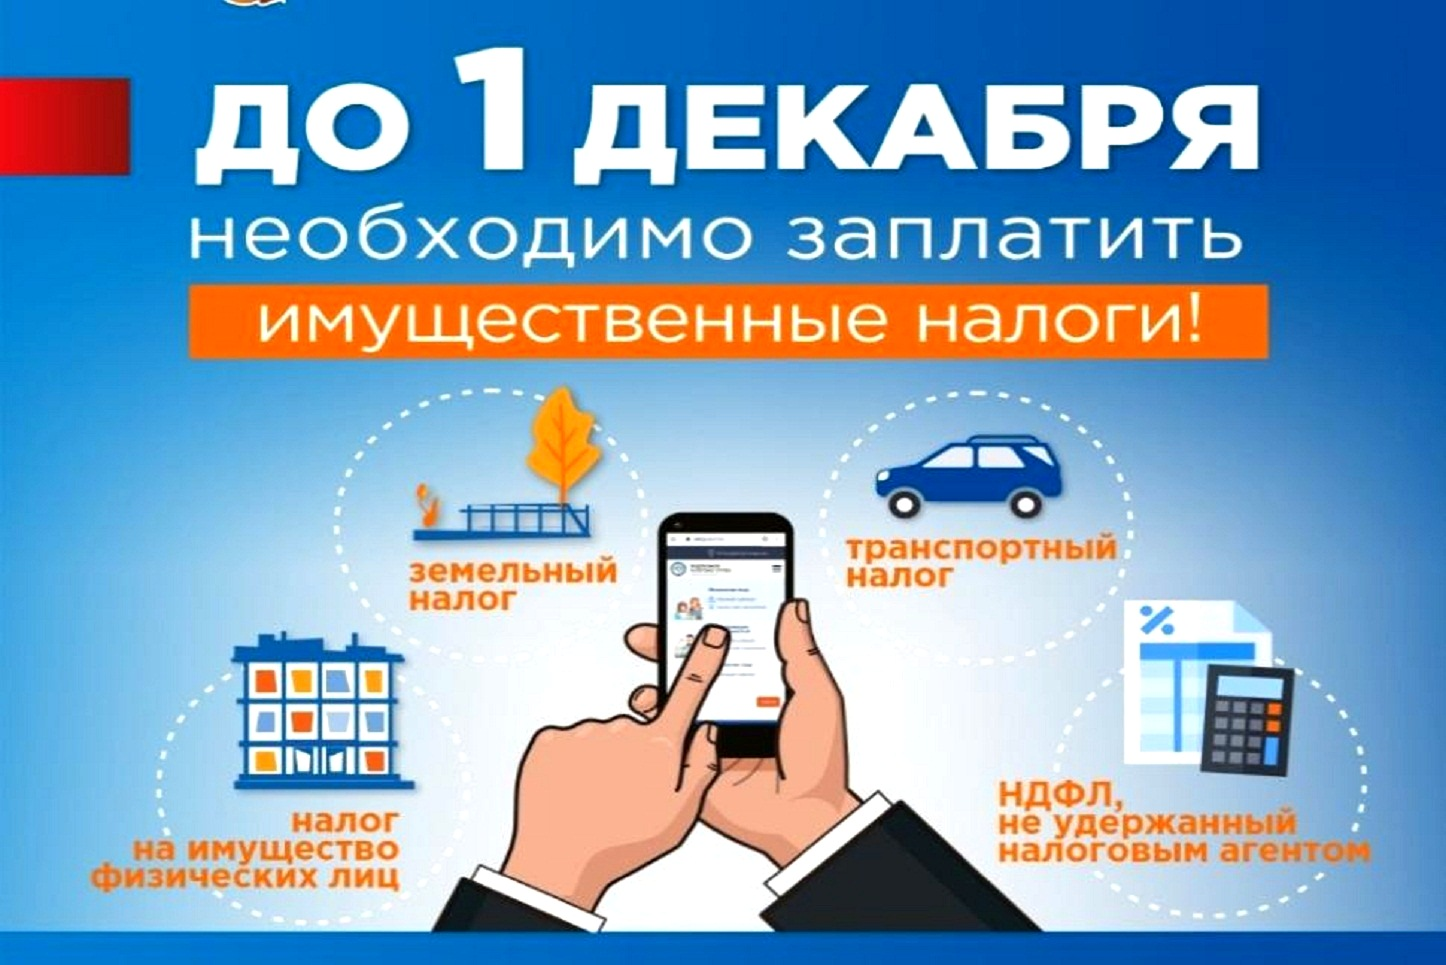 ДО 1 ДЕКАБРЯ
необходимо заплатить
имущественные налоги!
земельный
налог
транспортный
налог
налог
на имущество
физических лиц
НДФЛ,
не удержанный
налоговым агентом